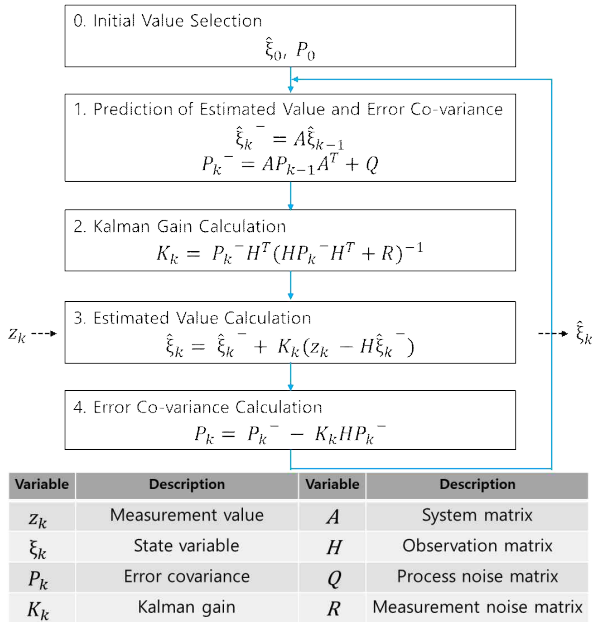 0. Initial Value Selection
ξ̂₀, P₀
1. Prediction of Estimated Value and Error Co-variance
ξ̂ₖ⁻ = Aξ̂ₖ₋₁
Pₖ⁻ = APₖ₋₁Aᵀ + Q
2. Kalman Gain Calculation
Kₖ = Pₖ⁻Hᵀ(HPₖ⁻Hᵀ + R)⁻¹
3. Estimated Value Calculation
zₖ
ξ̂ₖ = ξ̂ₖ⁻ + Kₖ(zₖ − Hξ̂ₖ⁻)
ξ̂ₖ
4. Error Co-variance Calculation
Pₖ = Pₖ⁻ − KₖHPₖ⁻
Variable Description Variable Description
zₖ Measurement value A System matrix
ξₖ State variable H Observation matrix
Pₖ Error covariance Q Process noise matrix
Kₖ Kalman gain R Measurement noise matrix